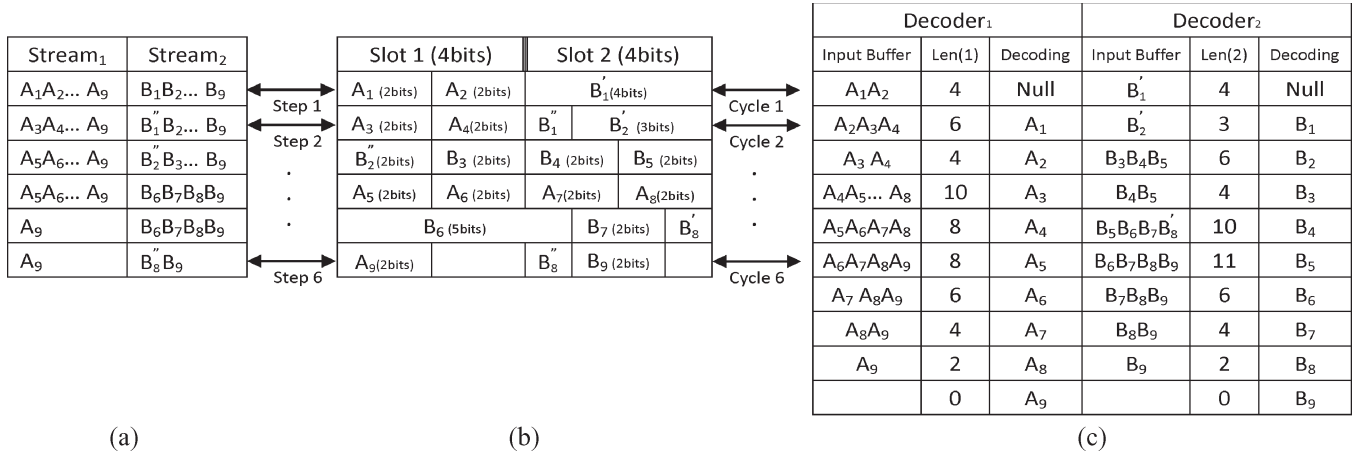 Stream₁ Stream₂
A₁A₂... A₉ B₁B₂... B₉
A₃A₄... A₉ B₁''B₂... B₉
A₅A₆... A₉ B₂''B₃... B₉
A₅A₆... A₉ B₆B₇B₈B₉
A₉ B₆B₇B₈B₉
A₉ B₈''B₉
Step 1
Step 2
.
.
.
Step 6
Slot 1 (4bits) Slot 2 (4bits)
A₁ (2bits) A₂ (2bits) B₁'(4bits)
A₃ (2bits) A₄(2bits) B₁'' B₂' (3bits)
B₂''(2bits) B₃ (2bits) B₄ (2bits) B₅ (2bits)
A₅ (2bits) A₆ (2bits) A₇(2bits) A₈(2bits)
B₆ (5bits) B₇ (2bits) B₈'
A₉(2bits) B₈'' B₉ (2bits)
Cycle 1
Cycle 2
.
.
.
Cycle 6
Decoder₁ Decoder₂
Input Buffer Len(1) Decoding Input Buffer Len(2) Decoding
A₁A₂ 4 Null B₁' 4 Null
A₂A₃A₄ 6 A₁ B₂' 3 B₁
A₃ A₄ 4 A₂ B₃B₄B₅ 6 B₂
A₄A₅... A₈ 10 A₃ B₄B₅ 4 B₃
A₅A₆A₇A₈ 8 A₄ B₅B₆B₇B₈' 10 B₄
A₆A₇A₈A₉ 8 A₅ B₆B₇B₈B₉ 11 B₅
A₇ A₈A₉ 6 A₆ B₇B₈B₉ 6 B₆
A₈A₉ 4 A₇ B₈B₉ 4 B₇
A₉ 2 A₈ B₉ 2 B₈
0 A₉ 0 B₉
(a) (b) (c)